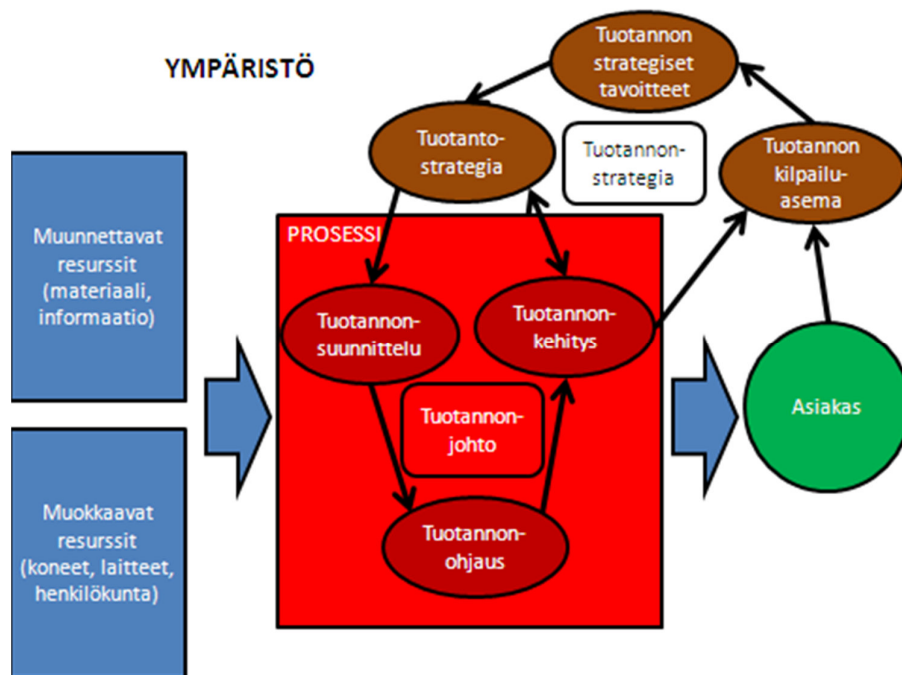 YMPÄRISTÖ
Tuotannon
strategiset
tavoitteet
Tuotanto-
strategia
Tuotannon-
strategia
Tuotannon
kilpailu-
asema
Muunnettavat
resurssit
(materiaali,
informaatio)
PROSESSI
Tuotannon-
suunnittelu
Tuotannon-
kehitys
Tuotannon-
johto
Asiakas
Muokkaavat
resurssit
(koneet, laitteet,
henkilökunta)
Tuotannon-
ohjaus